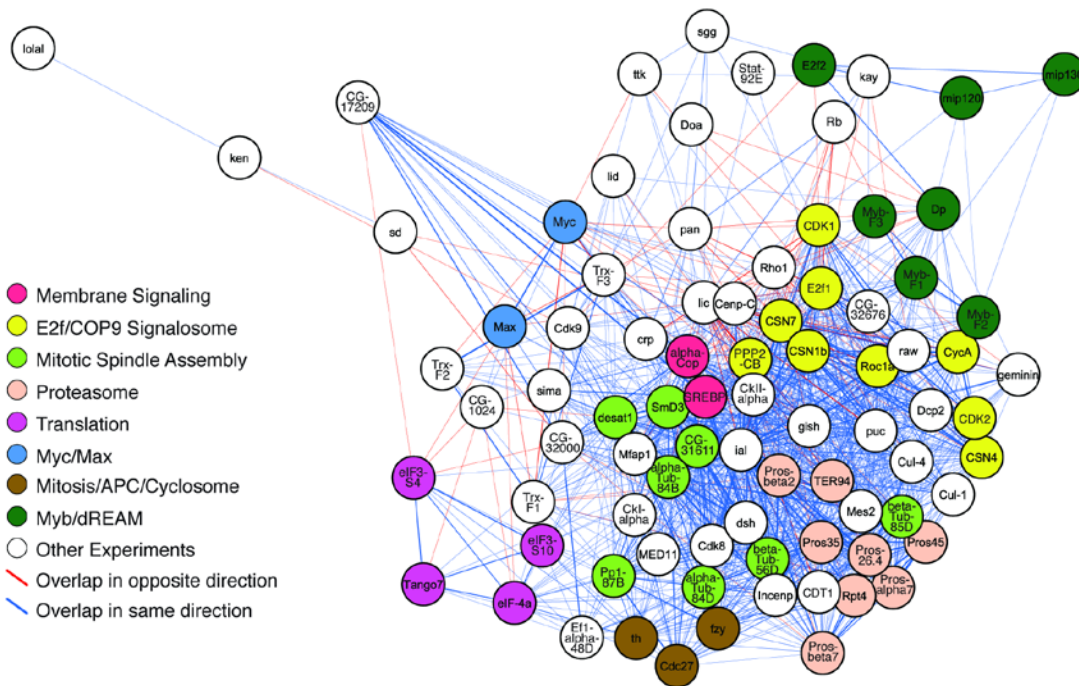 lolal
sgg
ttk
Stat-
92E
E2f2
kay
mip130
CG-
17209
mip120
Doa
Rb
ken
lid
Myc
pan
CDK1
Myb-
F3
Dp
sd
Trx-
F3
Rho1
Myb-
F1
E2f1
lic
Cenp-C
CG-
32676
Myb-
F2
Max
Cdk9
crp
CSN7
CSN1b
raw
CycA
alpha-
Cop
PPP2
-CB
Roc1a
geminin
Trx-
F2
sima
SREBP
CkII-
alpha
CG-
1024
desat1
SmD3
Dcp2
CDK2
gish
puc
CG-
32000
Mfap1
CG-
31611
ial
Cul-4
CSN4
eIF3-
S4
alpha-
Tub-
84B
Pros-
beta2
TER94
Cul-1
Trx-
F1
CkI-
alpha
dsh
Mes2
beta-
Tub-
85D
eIF3-
S10
MED11
Cdk8
beta-
Tub-
56D
Pros35
Pros-
26.4
Pros45
Tango7
eIF-4a
Pp1-
87B
alpha-
Tub-
84D
Incenp
CDT1
Rpt4
Pros-
alpha7
Ef1-
alpha-
48D
th
fzy
Cdc27
Pros-
beta7
Membrane Signaling
E2f/COP9 Signalosome
Mitotic Spindle Assembly
Proteasome
Translation
Myc/Max
Mitosis/APC/Cyclosome
Myb/dREAM
Other Experiments
Overlap in opposite direction
Overlap in same direction